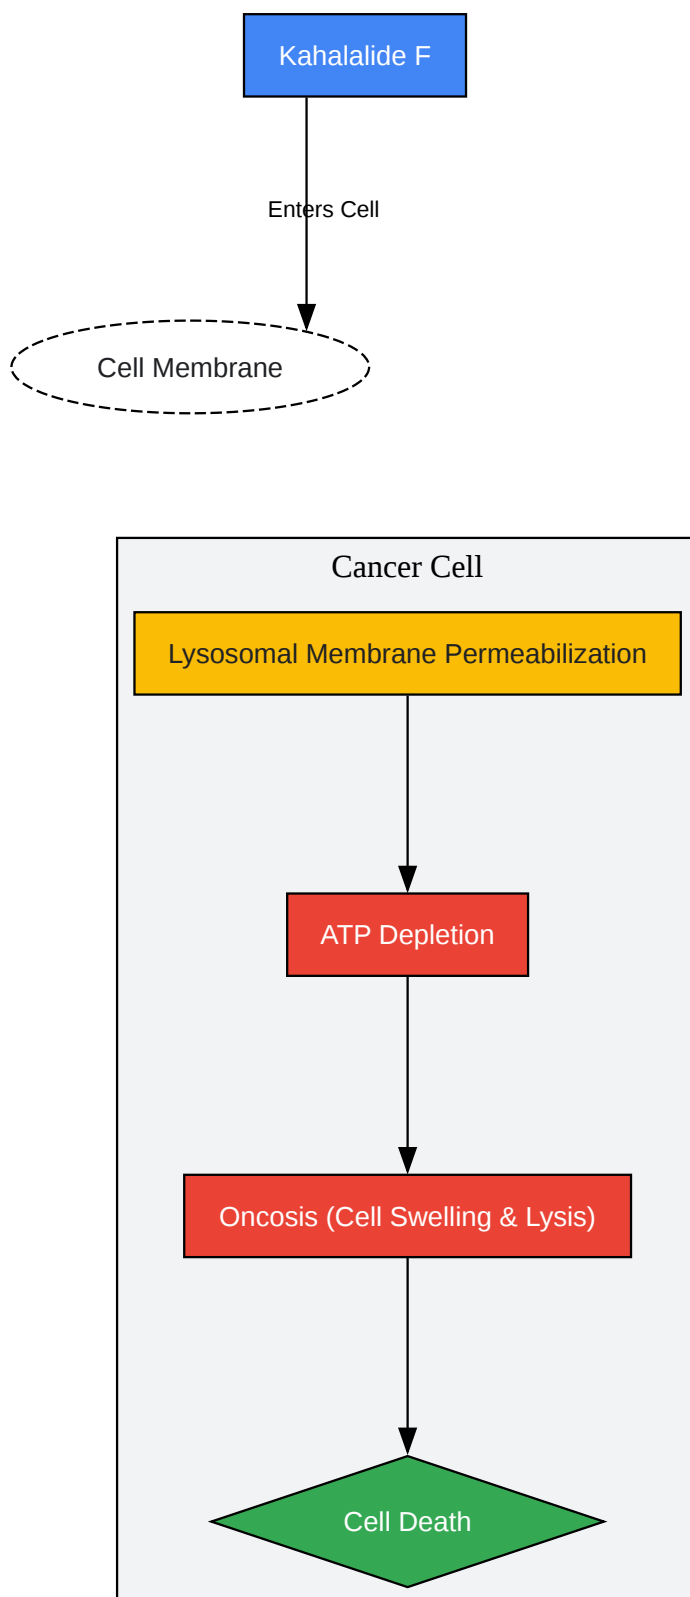 Kahalalide F
Enters Cell
Cell Membrane
Cancer Cell
Lysosomal Membrane Permeabilization
ATP Depletion
Oncosis (Cell Swelling & Lysis)
Cell Death